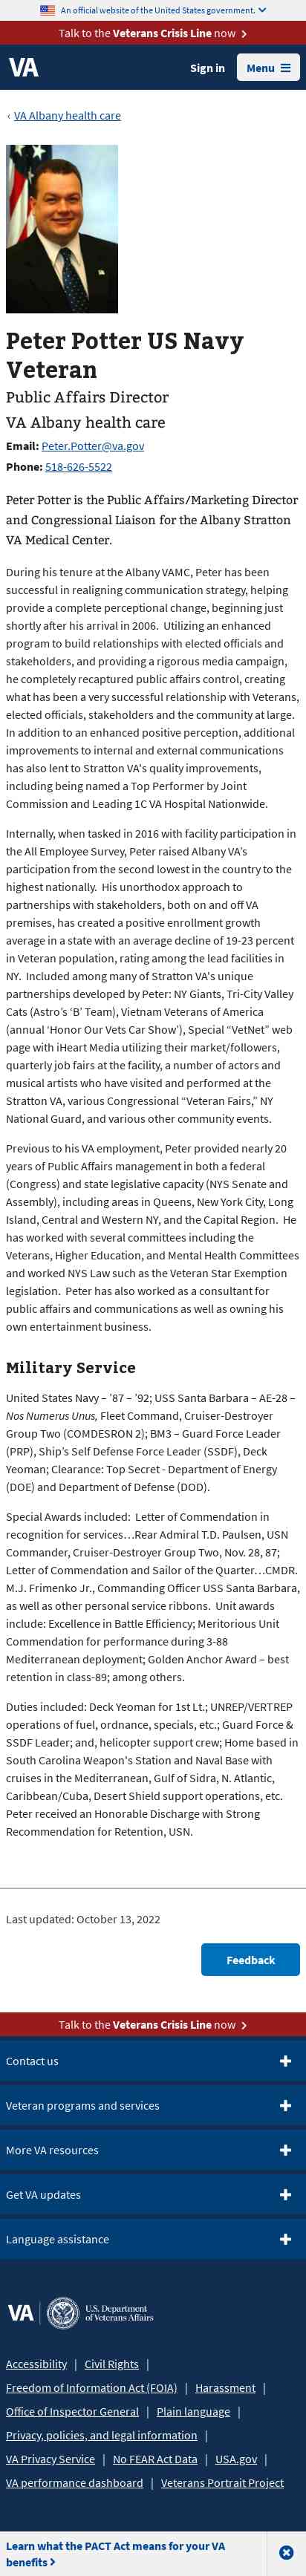 An official website of the United States government.
Talk to the Veterans Crisis Line now
VA
Sign in
Menu
‹ VA Albany health care
Peter Potter US Navy
Veteran
Public Affairs Director
VA Albany health care
Email: Peter.Potter@va.gov
Phone: 518-626-5522
Peter Potter is the Public Affairs/Marketing Director
and Congressional Liaison for the Albany Stratton
VA Medical Center.
During his tenure at the Albany VAMC, Peter has been
successful in realigning communication strategy, helping
provide a complete perceptional change, beginning just
shortly after his arrival in 2006.  Utilizing an enhanced
program to build relationships with elected officials and
stakeholders, and providing a rigorous media campaign,
he completely recaptured public affairs control, creating
what has been a very successful relationship with Veterans,
elected officials, stakeholders and the community at large.
In addition to an enhanced positive perception, additional
improvements to internal and external communications
has also lent to Stratton VA's quality improvements,
including being named a Top Performer by Joint
Commission and Leading 1C VA Hospital Nationwide.
Internally, when tasked in 2016 with facility participation in
the All Employee Survey, Peter raised Albany VA’s
participation from the second lowest in the country to the
highest nationally.  His unorthodox approach to
partnerships with stakeholders, both on and off VA
premises, has created a positive enrollment growth
average in a state with an average decline of 19-23 percent
in Veteran population, rating among the lead facilities in
NY.  Included among many of Stratton VA's unique
partnerships developed by Peter: NY Giants, Tri-City Valley
Cats (Astro’s ‘B’ Team), Vietnam Veterans of America
(annual ‘Honor Our Vets Car Show’), Special “VetNet” web
page with iHeart Media utilizing their market/followers,
quarterly job fairs at the facility, a number of actors and
musical artists who have visited and performed at the
Stratton VA, various Congressional “Veteran Fairs,” NY
National Guard, and various other community events.
Previous to his VA employment, Peter provided nearly 20
years of Public Affairs management in both a federal
(Congress) and state legislative capacity (NYS Senate and
Assembly), including areas in Queens, New York City, Long
Island, Central and Western NY, and the Capital Region.  He
has worked with several committees including the
Veterans, Higher Education, and Mental Health Committees
and worked NYS Law such as the Veteran Star Exemption
legislation.  Peter has also worked as a consultant for
public affairs and communications as well as owning his
own entertainment business.
Military Service
United States Navy – ’87 – ’92; USS Santa Barbara – AE-28 –
Nos Numerus Unus, Fleet Command, Cruiser-Destroyer
Group Two (COMDESRON 2); BM3 – Guard Force Leader
(PRP), Ship’s Self Defense Force Leader (SSDF), Deck
Yeoman; Clearance: Top Secret - Department of Energy
(DOE) and Department of Defense (DOD).
Special Awards included:  Letter of Commendation in
recognition for services…Rear Admiral T.D. Paulsen, USN
Commander, Cruiser-Destroyer Group Two, Nov. 28, 87;
Letter of Commendation and Sailor of the Quarter…CMDR.
M.J. Frimenko Jr., Commanding Officer USS Santa Barbara,
as well as other personal service ribbons.  Unit awards
include: Excellence in Battle Efficiency; Meritorious Unit
Commendation for performance during 3-88
Mediterranean deployment; Golden Anchor Award – best
retention in class-89; among others.
Duties included: Deck Yeoman for 1st Lt.; UNREP/VERTREP
operations of fuel, ordnance, specials, etc.; Guard Force &
SSDF Leader; and, helicopter support crew; Home based in
South Carolina Weapon's Station and Naval Base with
cruises in the Mediterranean, Gulf of Sidra, N. Atlantic,
Caribbean/Cuba, Desert Shield support operations, etc.
Peter received an Honorable Discharge with Strong
Recommendation for Retention, USN.
Last updated: October 13, 2022
Feedback
Talk to the Veterans Crisis Line now
Contact us
Veteran programs and services
More VA resources
Get VA updates
Language assistance
VA U.S. Department
of Veterans Affairs
Accessibility | Civil Rights |
Freedom of Information Act (FOIA) | Harassment |
Office of Inspector General | Plain language |
Privacy, policies, and legal information |
VA Privacy Service | No FEAR Act Data | USA.gov |
VA performance dashboard | Veterans Portrait Project
Learn what the PACT Act means for your VA
benefits